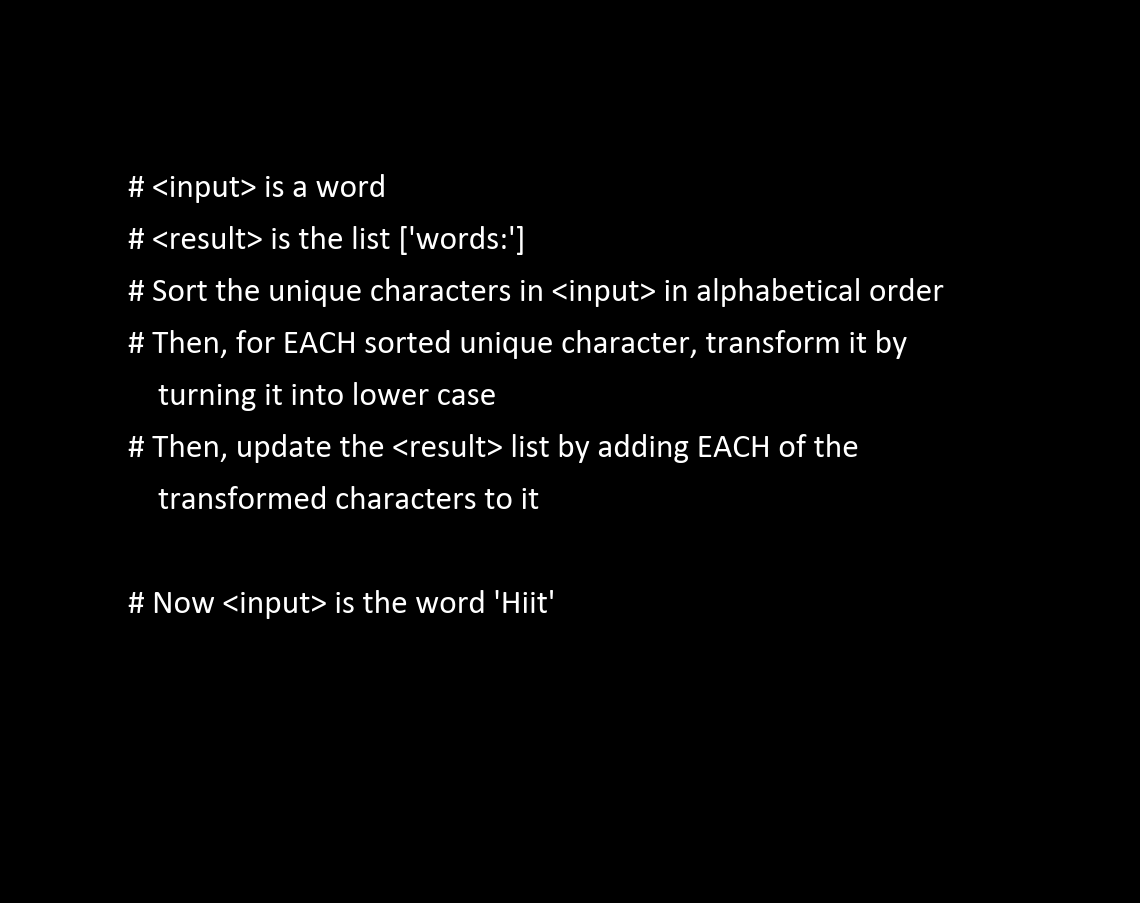 # <input> is a word
# <result> is the list ['words:']
# Sort the unique characters in <input> in alphabetical order
# Then, for EACH sorted unique character, transform it by
turning it into lower case
# Then, update the <result> list by adding EACH of the
transformed characters to it
# Now <input> is the word 'Hiit'